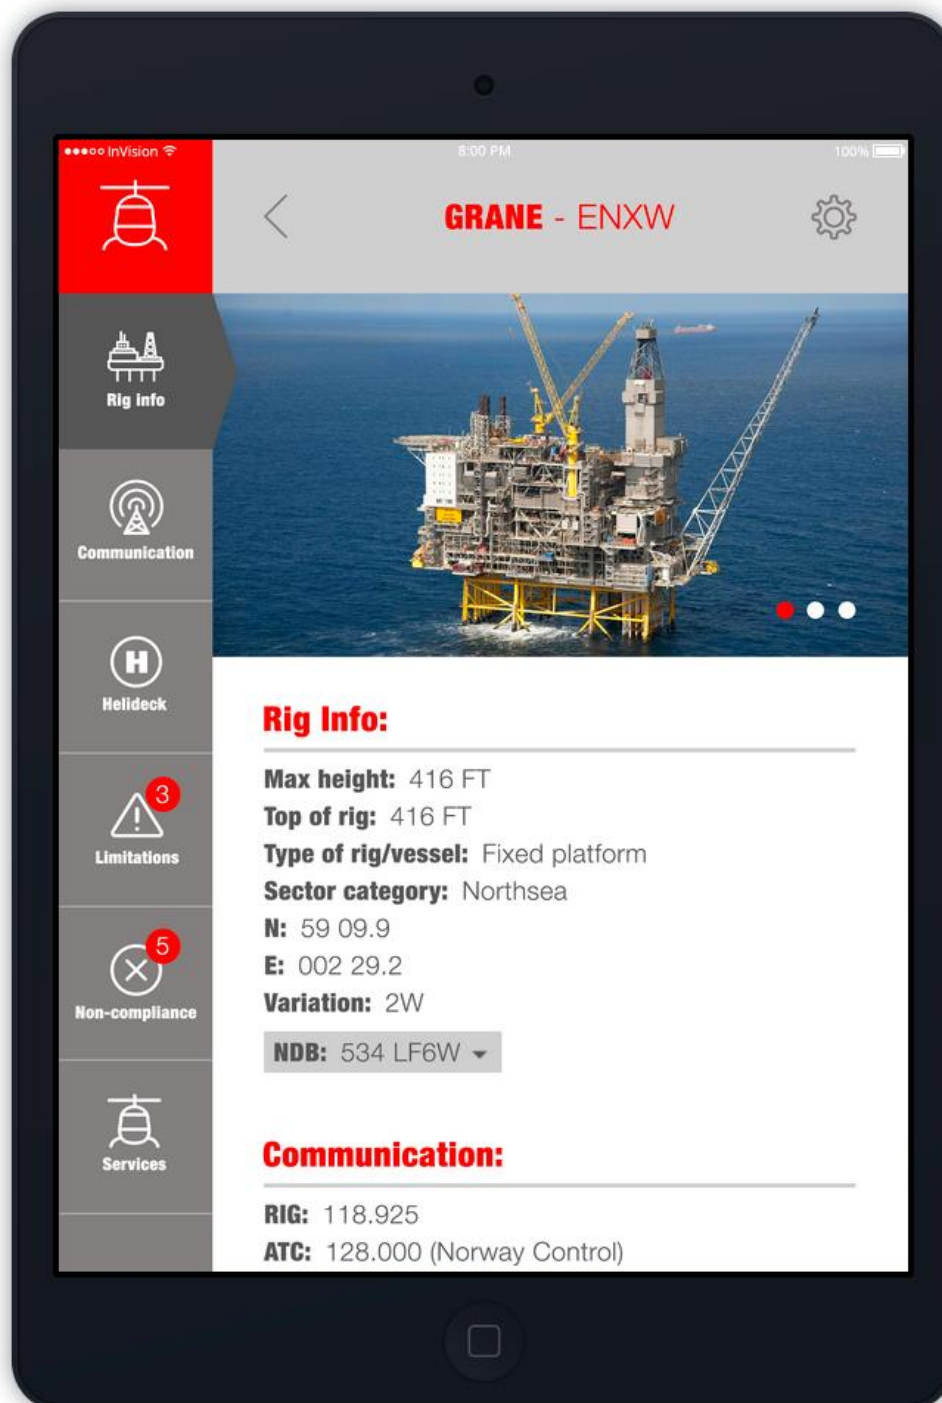 InVision
8:00 PM
100%
GRANE - ENXW
Rig info
Communication
Helideck
3
Limitations
5
Non-compliance
Services
Rig Info:
Max height: 416 FT
Top of rig: 416 FT
Type of rig/vessel: Fixed platform
Sector category: Northsea
N: 59 09.9
E: 002 29.2
Variation: 2W
NDB: 534 LF6W
Communication:
RIG: 118.925
ATC: 128.000 (Norway Control)